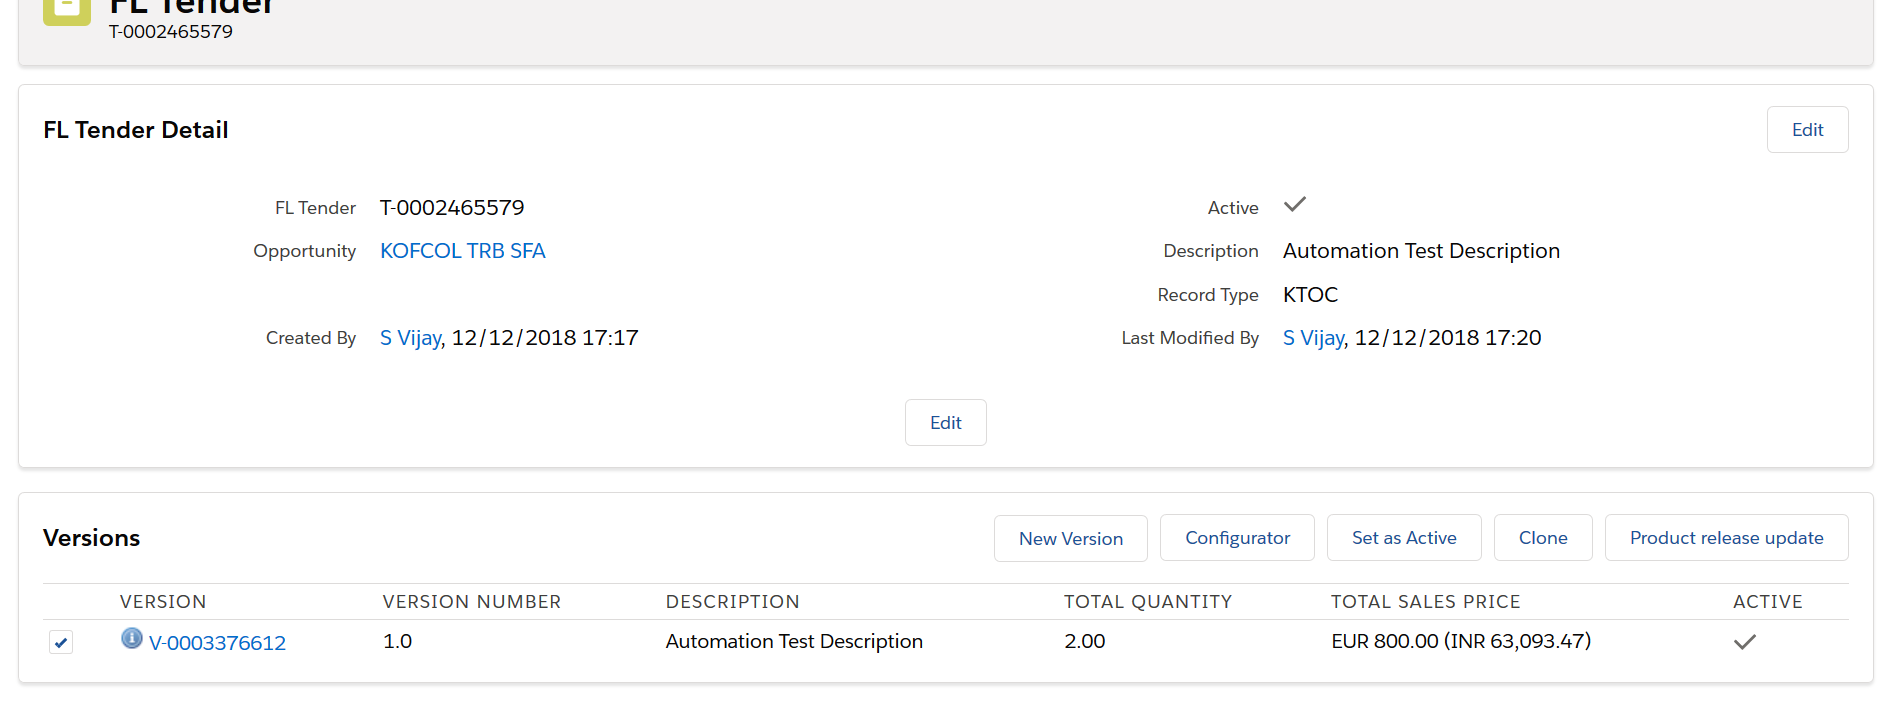 FL Tender
T-0002465579
FL Tender Detail
Edit
FL Tender T-0002465579
Active
Opportunity KOFCOL TRB SFA
Description Automation Test Description
Record Type KTOC
Created By S Vijay, 12/12/2018 17:17
Last Modified By S Vijay, 12/12/2018 17:20
Edit
Versions
New Version Configurator Set as Active Clone Product release update
VERSION VERSION NUMBER DESCRIPTION TOTAL QUANTITY TOTAL SALES PRICE ACTIVE
V-0003376612 1.0 Automation Test Description 2.00 EUR 800.00 (INR 63,093.47)